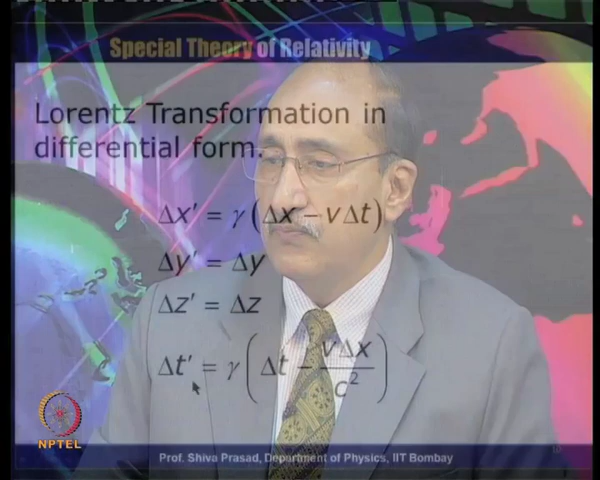 Special Theory of Relativity
Lorentz Transformation in
differential form.
Δx′ = γ (Δx − vΔt)
Δy′ = Δy
Δz′ = Δz
Δt′ = γ (Δt − vΔx/c²)
NPTEL
Prof. Shiva Prasad, Department of Physics, IIT Bombay